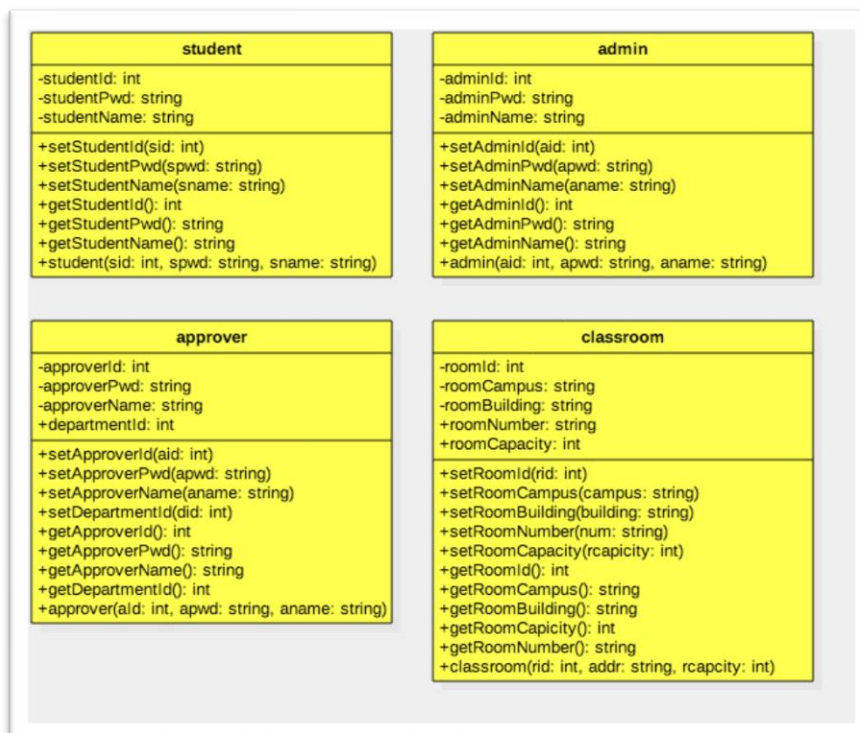 student
-studentId: int
-studentPwd: string
-studentName: string
+setStudentId(sid: int)
+setStudentPwd(spwd: string)
+setStudentName(sname: string)
+getStudentId(): int
+getStudentPwd(): string
+getStudentName(): string
+student(sid: int, spwd: string, sname: string)
admin
-adminId: int
-adminPwd: string
-adminName: string
+setAdminId(aid: int)
+setAdminPwd(apwd: string)
+setAdminName(aname: string)
+getAdminId(): int
+getAdminPwd(): string
+getAdminName(): string
+admin(aid: int, apwd: string, aname: string)
approver
-approverId: int
-approverPwd: string
-approverName: string
+departmentId: int
+setApproverId(aid: int)
+setApproverPwd(apwd: string)
+setApproverName(aname: string)
+setDepartmentId(did: int)
+getApproverId(): int
+getApproverPwd(): string
+getApproverName(): string
+getDepartmentId(): int
+approver(aId: int, apwd: string, aname: string)
classroom
-roomId: int
-roomCampus: string
-roomBuilding: string
+roomNumber: string
+roomCapacity: int
+setRoomId(rid: int)
+setRoomCampus(campus: string)
+setRoomBuilding(building: string)
+setRoomNumber(num: string)
+setRoomCapacity(rcapicity: int)
+getRoomId(): int
+getRoomCampus(): string
+getRoomBuilding(): string
+getRoomCapicity(): int
+getRoomNumber(): string
+classroom(rid: int, addr: string, rcapcity: int)